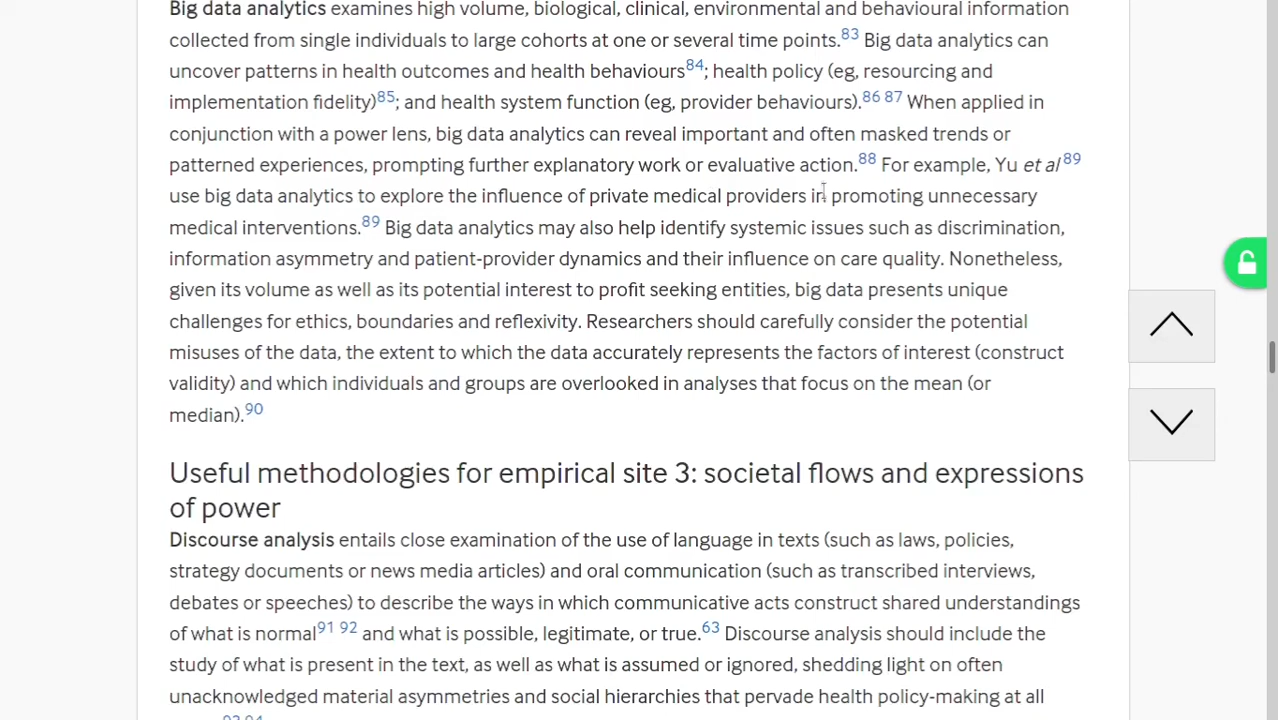 Big data analytics examines high volume, biological, clinical, environmental and behavioural information
collected from single individuals to large cohorts at one or several time points.83 Big data analytics can
uncover patterns in health outcomes and health behaviours84; health policy (eg, resourcing and
implementation fidelity)85; and health system function (eg, provider behaviours).86 87 When applied in
conjunction with a power lens, big data analytics can reveal important and often masked trends or
patterned experiences, prompting further explanatory work or evaluative action.88 For example, Yu et al89
use big data analytics to explore the influence of private medical providers in promoting unnecessary
medical interventions.89 Big data analytics may also help identify systemic issues such as discrimination,
information asymmetry and patient-provider dynamics and their influence on care quality. Nonetheless,
given its volume as well as its potential interest to profit seeking entities, big data presents unique
challenges for ethics, boundaries and reflexivity. Researchers should carefully consider the potential
misuses of the data, the extent to which the data accurately represents the factors of interest (construct
validity) and which individuals and groups are overlooked in analyses that focus on the mean (or
median).90
Useful methodologies for empirical site 3: societal flows and expressions
of power
Discourse analysis entails close examination of the use of language in texts (such as laws, policies,
strategy documents or news media articles) and oral communication (such as transcribed interviews,
debates or speeches) to describe the ways in which communicative acts construct shared understandings
of what is normal91 92 and what is possible, legitimate, or true.63 Discourse analysis should include the
study of what is present in the text, as well as what is assumed or ignored, shedding light on often
unacknowledged material asymmetries and social hierarchies that pervade health policy-making at all